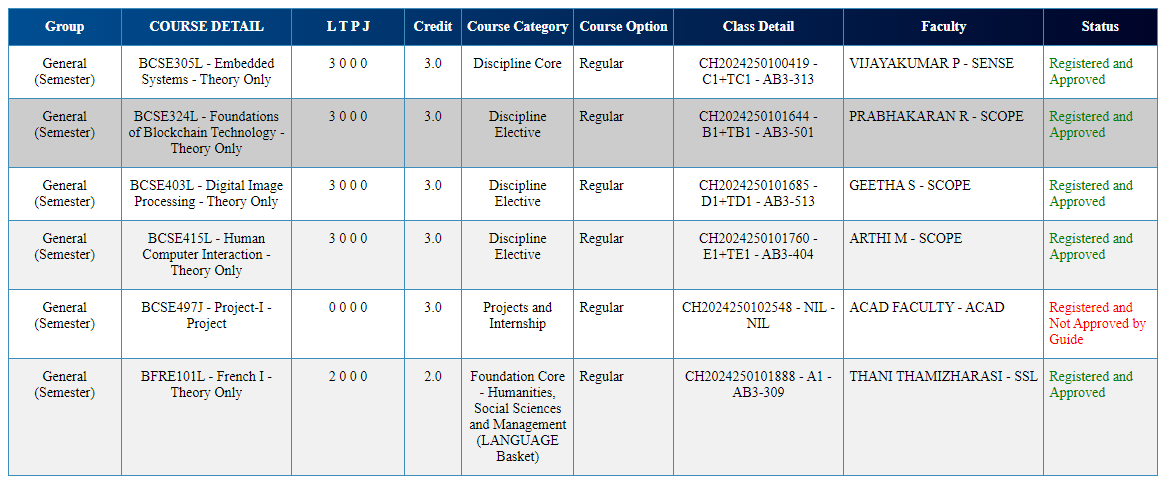 Group COURSE DETAIL L T P J Credit Course Category Course Option Class Detail Faculty Status
General
(Semester)
BCSE305L - Embedded
Systems - Theory Only
3 0 0 0
3.0
Discipline Core
Regular
CH2024250100419 -
C1+TC1 - AB3-313
VIJAYAKUMAR P - SENSE
Registered and
Approved
General
(Semester)
BCSE324L - Foundations
of Blockchain Technology -
Theory Only
3 0 0 0
3.0
Discipline
Elective
Regular
CH2024250101644 -
B1+TB1 - AB3-501
PRABHAKARAN R - SCOPE
Registered and
Approved
General
(Semester)
BCSE403L - Digital Image
Processing - Theory Only
3 0 0 0
3.0
Discipline
Elective
Regular
CH2024250101685 -
D1+TD1 - AB3-513
GEETHA S - SCOPE
Registered and
Approved
General
(Semester)
BCSE415L - Human
Computer Interaction -
Theory Only
3 0 0 0
3.0
Discipline
Elective
Regular
CH2024250101760 -
E1+TE1 - AB3-404
ARTHI M - SCOPE
Registered and
Approved
General
(Semester)
BCSE497J - Project-I -
Project
0 0 0 0
3.0
Projects and
Internship
Regular
CH2024250102548 - NIL -
NIL
ACAD FACULTY - ACAD
Registered and
Not Approved by
Guide
General
(Semester)
BFRE101L - French I -
Theory Only
2 0 0 0
2.0
Foundation Core
- Humanities,
Social Sciences
and Management
(LANGUAGE
Basket)
Regular
CH2024250101888 - A1 -
AB3-309
THANI THAMIZHARASI - SSL
Registered and
Approved